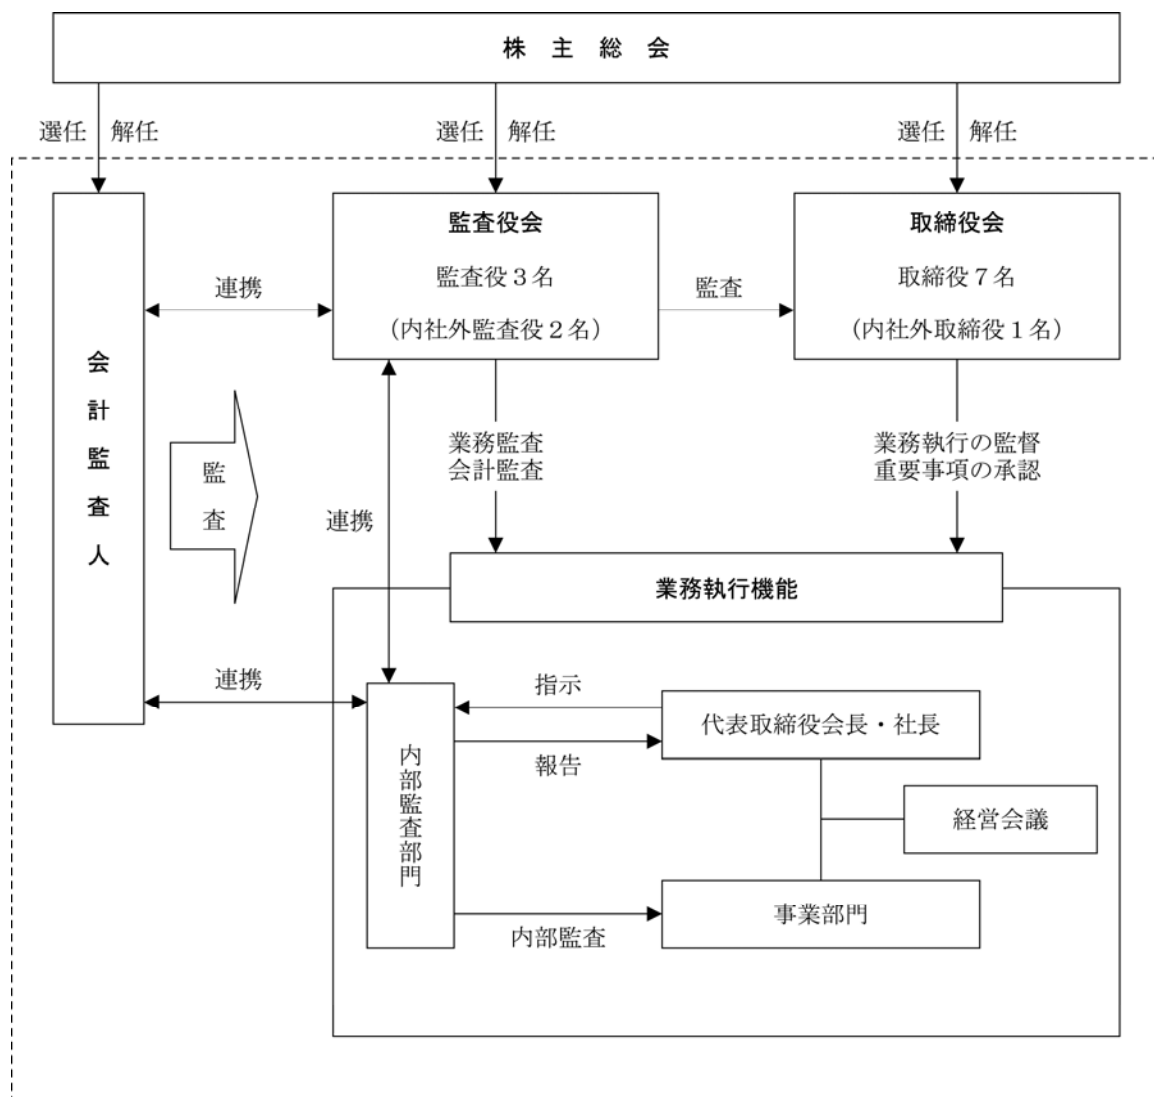 株　主　総　会
選任　解任
選任　解任
選任　解任
会計監査人
監査役会
監査役３名
（内社外監査役２名）
取締役会
取締役７名
（内社外取締役１名）
連携
監査
監査
連携
業務監査
会計監査
業務執行の監督
重要事項の承認
業務執行機能
連携
内部監査部門
指示
報告
代表取締役会長・社長
経営会議
内部監査
事業部門